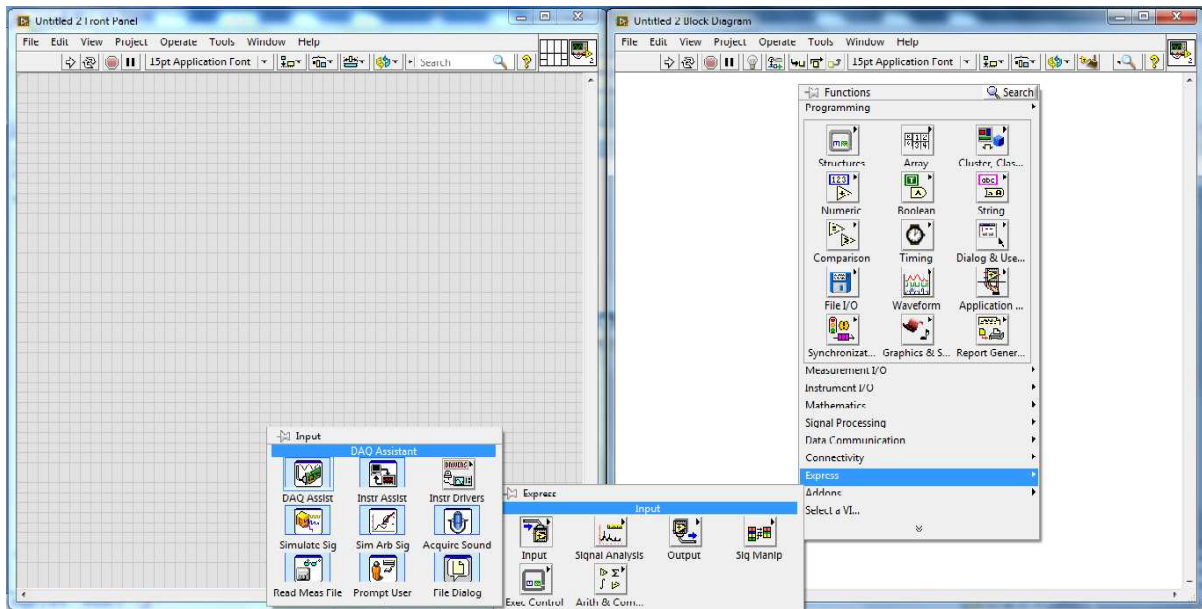 Untitled 2 Front Panel
File Edit View Project Operate Tools Window Help
15pt Application Font
Search
2
Input
DAQ Assistant
DAQ Assist Instr Assist Instr Drivers
Simulate Sig Sim Arb Sig Acquire Sound
Read Meas File Prompt User File Dialog
Express
Input
Input Signal Analysis Output Sig Manip
Exec Control Arith & Com...
Untitled 2 Block Diagram
File Edit View Project Operate Tools Window Help
15pt Application Font
2
Functions Search
Programming
Structures Array Cluster, Clas...
Numeric Boolean String
Comparison Timing Dialog & Use...
File I/O Waveform Application ...
Synchronizat... Graphics & S... Report Gener...
Measurement I/O
Instrument I/O
Mathematics
Signal Processing
Data Communication
Connectivity
Express
Addons
Select a VI...